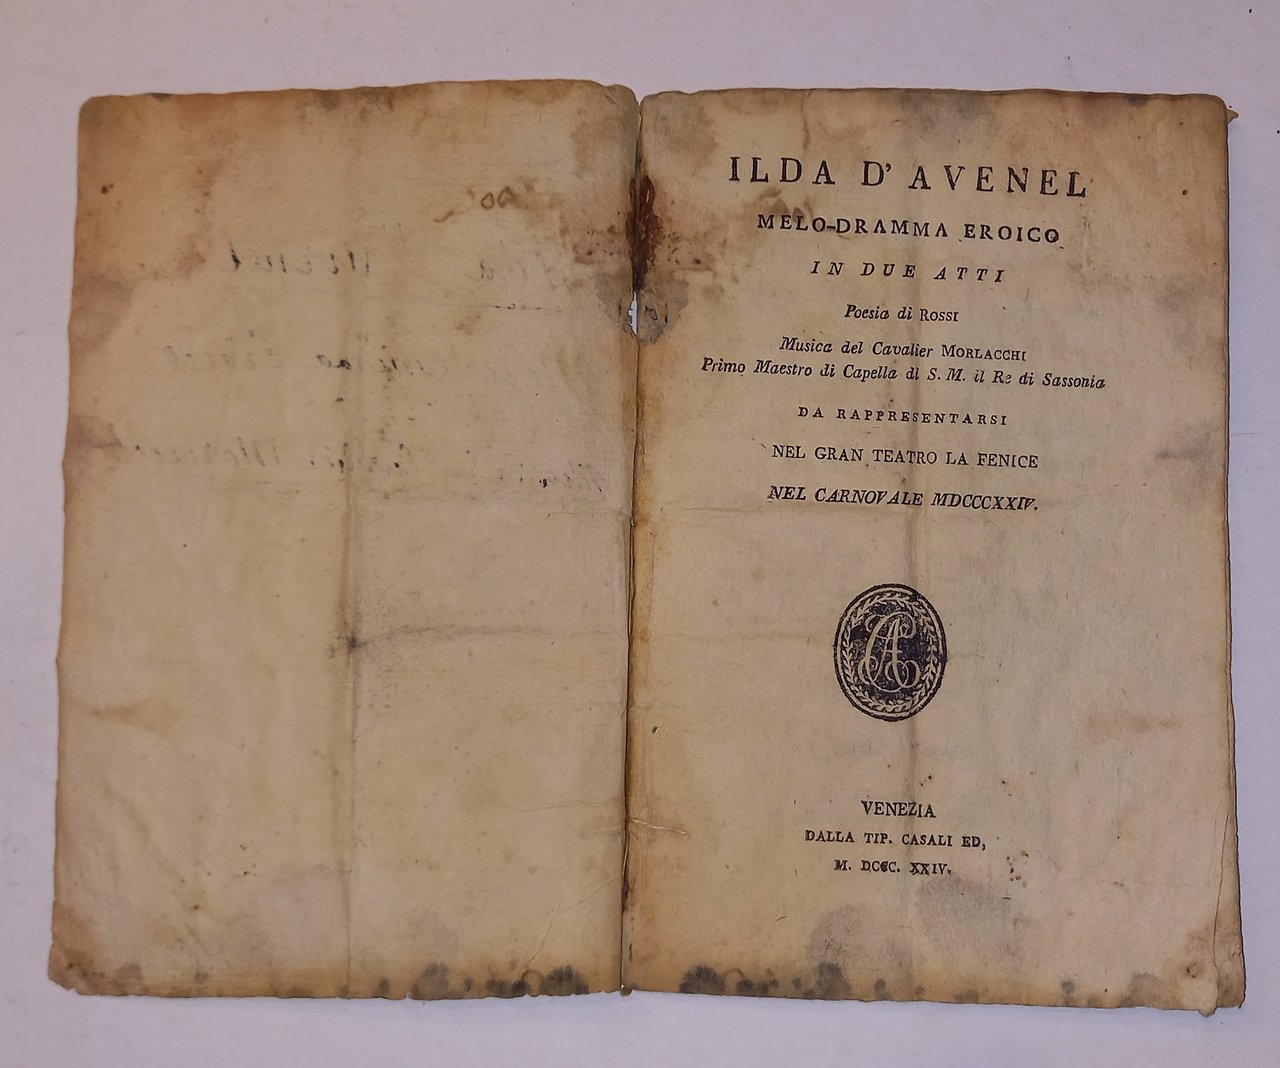 ILDA D' AVENEL
MELO-DRAMMA EROICO
IN DUE ATTI
Poesia di ROSSI
Musica del Cavalier MORLACCHI
Primo Maestro di Capella di S. M. il Re di Sassonia
DA RAPPRESENTARSI
NEL GRAN TEATRO LA FENICE
NEL CARNOVALE MDCCCXXIV.
CA
VENEZIA
DALLA TIP. CASALI ED,
M. DCCC. XXIV.